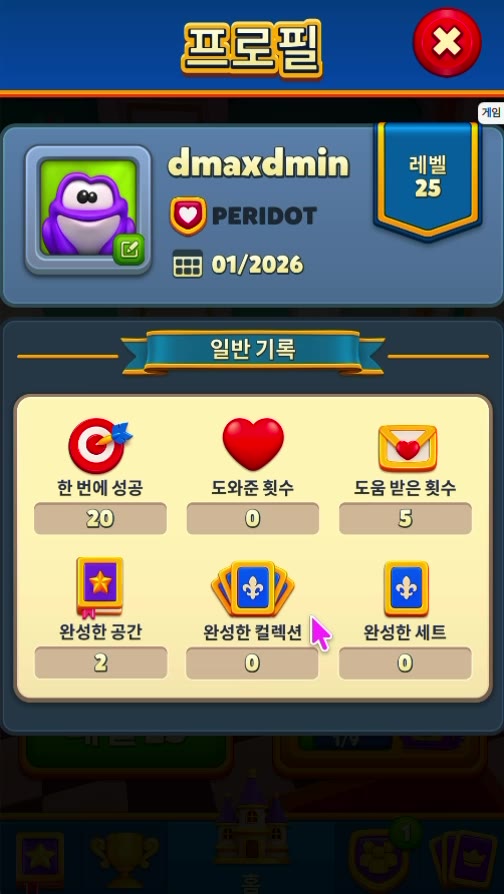 프로필
게임
dmaxdmin
레벨
25
PERIDOT
01/2026
일반 기록
한 번에 성공
도와준 횟수
도움 받은 횟수
20
0
5
완성한 공간
완성한 컬렉션
완성한 세트
2
0
0
1
홈